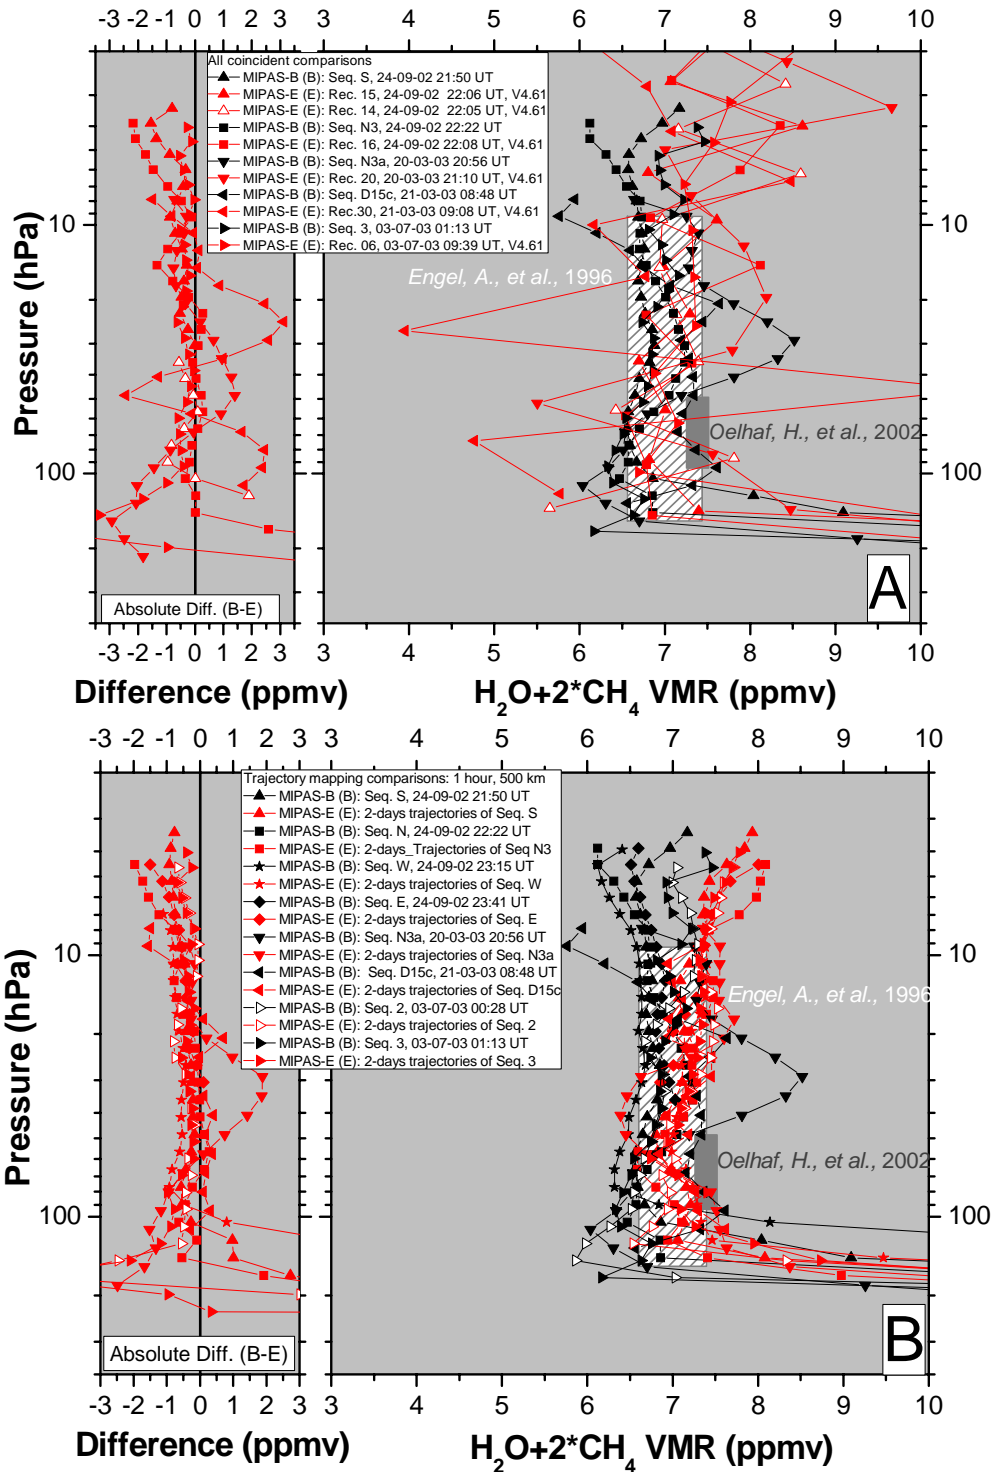 -3 -2 -1 0 1 2 3 3 4 5 6 7 8 9 10
All coincident comparisons
MIPAS-B (B): Seq. S, 24-09-02 21:50 UT
MIPAS-E (E): Rec. 15, 24-09-02 22:06 UT, V4.61
MIPAS-E (E): Rec. 14, 24-09-02 22:05 UT, V4.61
MIPAS-B (B): Seq. N3, 24-09-02 22:22 UT
MIPAS-E (E): Rec. 16, 24-09-02 22:08 UT, V4.61
MIPAS-B (B): Seq. N3a, 20-03-03 20:56 UT
MIPAS-E (E): Rec. 20, 20-03-03 21:10 UT, V4.61
MIPAS-B (B): Seq. D15c, 21-03-03 08:48 UT
MIPAS-E (E): Rec.30, 21-03-03 09:08 UT, V4.61
MIPAS-B (B): Seq. 3, 03-07-03 01:13 UT
MIPAS-E (E): Rec. 06, 03-07-03 09:39 UT, V4.61
10 10
Engel, A., et al., 1996
Pressure (hPa)
Oelhaf, H., et al., 2002
100 100
A
Absolute Diff. (B-E)
-3 -2 -1 0 1 2 3 3 4 5 6 7 8 9 10
Difference (ppmv) H2O+2*CH4 VMR (ppmv)
-3 -2 -1 0 1 2 3 3 4 5 6 7 8 9 10
Trajectory mapping comparisons: 1 hour, 500 km
MIPAS-B (B): Seq. S, 24-09-02 21:50 UT
MIPAS-E (E): 2-days trajectories of Seq. S
MIPAS-B (B): Seq. N, 24-09-02 22:22 UT
MIPAS-E (E): 2-days_Trajectories of Seq N3
MIPAS-B (B): Seq. W, 24-09-02 23:15 UT
MIPAS-E (E): 2-days trajectories of Seq. W
MIPAS-B (B): Seq. E, 24-09-02 23:41 UT
MIPAS-E (E): 2-days trajectories of Seq. E
MIPAS-B (B): Seq. N3a, 20-03-03 20:56 UT
MIPAS-E (E): 2-days trajectories of Seq. N3a
MIPAS-B (B): Seq. D15c, 21-03-03 08:48 UT
MIPAS-E (E): 2-days trajectories of Seq. D15c
MIPAS-B (B): Seq. 2, 03-07-03 00:28 UT
MIPAS-E (E): 2-days trajectories of Seq. 2
MIPAS-B (B): Seq. 3, 03-07-03 01:13 UT
MIPAS-E (E): 2-days trajectories of Seq. 3
10 10
Engel, A., et al., 1996
Pressure (hPa)
Oelhaf, H., et al., 2002
100 100
B
Absolute Diff. (B-E)
-3 -2 -1 0 1 2 3 3 4 5 6 7 8 9 10
Difference (ppmv) H2O+2*CH4 VMR (ppmv)